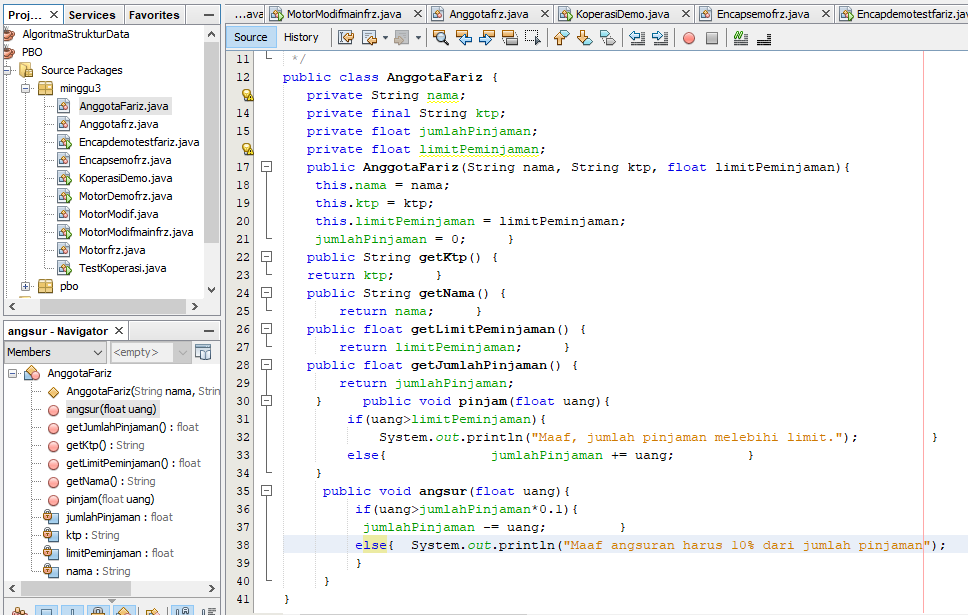 Proj... × Services Favorites
AlgoritmaStrukturData
PBO
Source Packages
minggu3
AnggotaFariz.java
Anggotafrz.java
Encapdemotestfariz.java
Encapsemofrz.java
KoperasiDemo.java
MotorDemofrz.java
MotorModif.java
MotorModifmainfrz.java
Motorfrz.java
TestKoperasi.java
pbo
angsur - Navigator ×
Members <empty>
AnggotaFariz
AnggotaFariz(String nama, Strin
angsur(float uang)
getJumlahPinjaman() : float
getKtp() : String
getLimitPeminjaman() : float
getNama() : String
pinjam(float uang)
jumlahPinjaman : float
ktp : String
limitPeminjaman : float
nama : String
...ava MotorModifmainfrz.java × Anggotafrz.java × KoperasiDemo.java × Encapsemofrz.java × Encapdemotestfariz.jav
Source History
11 */
12 public class AnggotaFariz {
private String nama;
14 private final String ktp;
15 private float jumlahPinjaman;
private float limitPeminjaman;
17 public AnggotaFariz(String nama, String ktp, float limitPeminjaman){
18 this.nama = nama;
19 this.ktp = ktp;
20 this.limitPeminjaman = limitPeminjaman;
21 jumlahPinjaman = 0; }
22 public String getKtp() {
23 return ktp; }
24 public String getNama() {
25 return nama; }
26 public float getLimitPeminjaman() {
27 return limitPeminjaman; }
28 public float getJumlahPinjaman() {
29 return jumlahPinjaman;
30 } public void pinjam(float uang){
31 if(uang>limitPeminjaman){
32 System.out.println("Maaf, jumlah pinjaman melebihi limit."); }
33 else{ jumlahPinjaman += uang; }
34 }
35 public void angsur(float uang){
36 if(uang>jumlahPinjaman*0.1){
37 jumlahPinjaman -= uang; }
38 else{ System.out.println("Maaf angsuran harus 10% dari jumlah pinjaman");
39 }
40 }
41 }